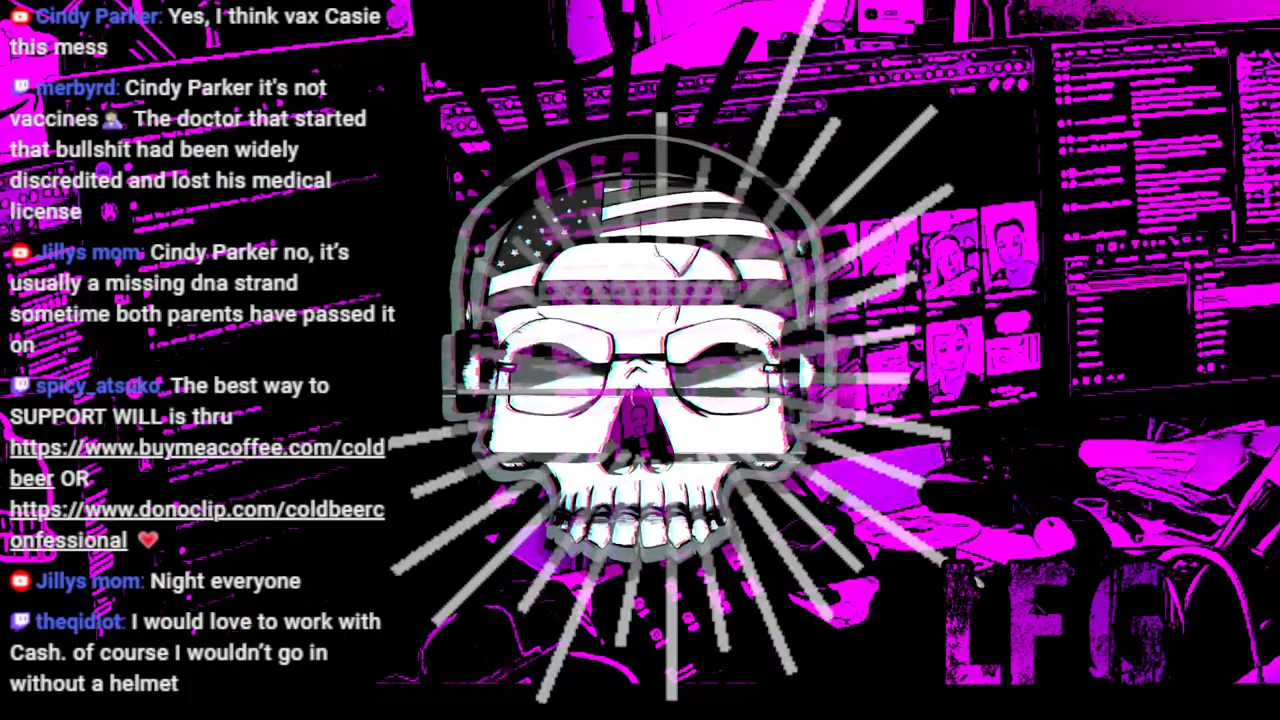 Cindy Parker: Yes, I think vax Casie
this mess
merbyrd: Cindy Parker it's not
vaccines 🤦 The doctor that started
that bullshit had been widely
discredited and lost his medical
license
Jillys mom: Cindy Parker no, it’s
usually a missing dna strand
sometime both parents have passed it
on
spicy_atsuko: The best way to
SUPPORT WILL is thru
https://www.buymeacoffee.com/cold
beer OR
https://www.donoclip.com/coldbeerc
onfessional ❤️
Jillys mom: Night everyone
theqidiot: I would love to work with
Cash. of course I wouldn’t go in
without a helmet
LFG